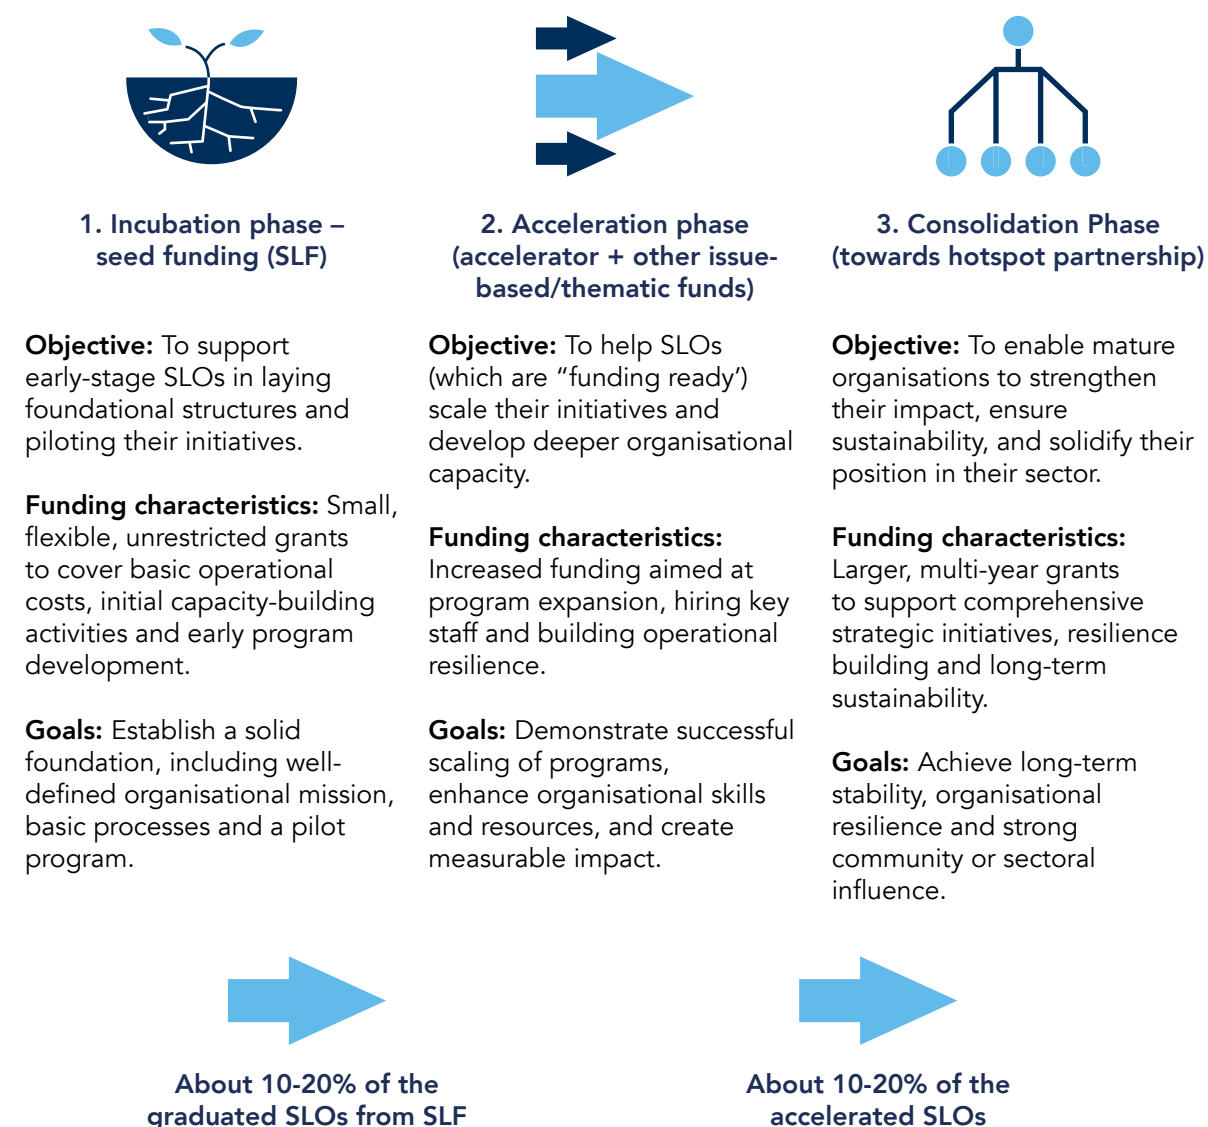 1. Incubation phase –
seed funding (SLF)
Objective: To support
early-stage SLOs in laying
foundational structures and
piloting their initiatives.
Funding characteristics: Small,
flexible, unrestricted grants
to cover basic operational
costs, initial capacity-building
activities and early program
development.
Goals: Establish a solid
foundation, including well-
defined organisational mission,
basic processes and a pilot
program.
2. Acceleration phase
(accelerator + other issue-
based/thematic funds)
Objective: To help SLOs
(which are “funding ready’)
scale their initiatives and
develop deeper organisational
capacity.
Funding characteristics:
Increased funding aimed at
program expansion, hiring key
staff and building operational
resilience.
Goals: Demonstrate successful
scaling of programs,
enhance organisational skills
and resources, and create
measurable impact.
3. Consolidation Phase
(towards hotspot partnership)
Objective: To enable mature
organisations to strengthen
their impact, ensure
sustainability, and solidify their
position in their sector.
Funding characteristics:
Larger, multi-year grants
to support comprehensive
strategic initiatives, resilience
building and long-term
sustainability.
Goals: Achieve long-term
stability, organisational
resilience and strong
community or sectoral
influence.
About 10-20% of the
graduated SLOs from SLF
About 10-20% of the
accelerated SLOs